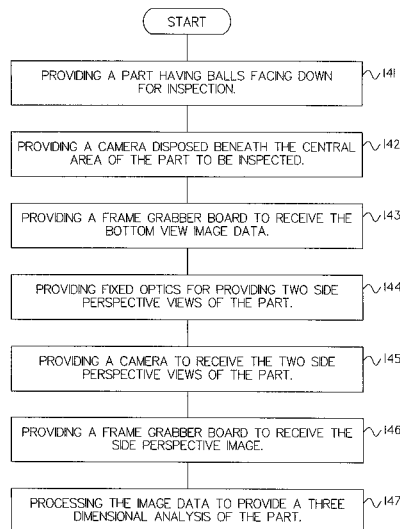 START
PROVIDING A PART HAVING BALLS FACING DOWN
FOR INSPECTION.
141
PROVIDING A CAMERA DISPOSED BENEATH THE CENTRAL
AREA OF THE PART TO BE INSPECTED.
142
PROVIDING A FRAME GRABBER BOARD TO RECEIVE THE
BOTTOM VIEW IMAGE DATA.
143
PROVIDING FIXED OPTICS FOR PROVIDING TWO SIDE
PERSPECTIVE VIEWS OF THE PART.
144
PROVIDING A CAMERA TO RECEIVE THE TWO SIDE
PERSPECTIVE VIEWS OF THE PART.
145
PROVIDING A FRAME GRABBER BOARD TO RECEIVE THE
SIDE PERSPECTIVE IMAGE.
146
PROCESSING THE IMAGE DATA TO PROVIDE A THREE
DIMENSIONAL ANALYSIS OF THE PART.
147